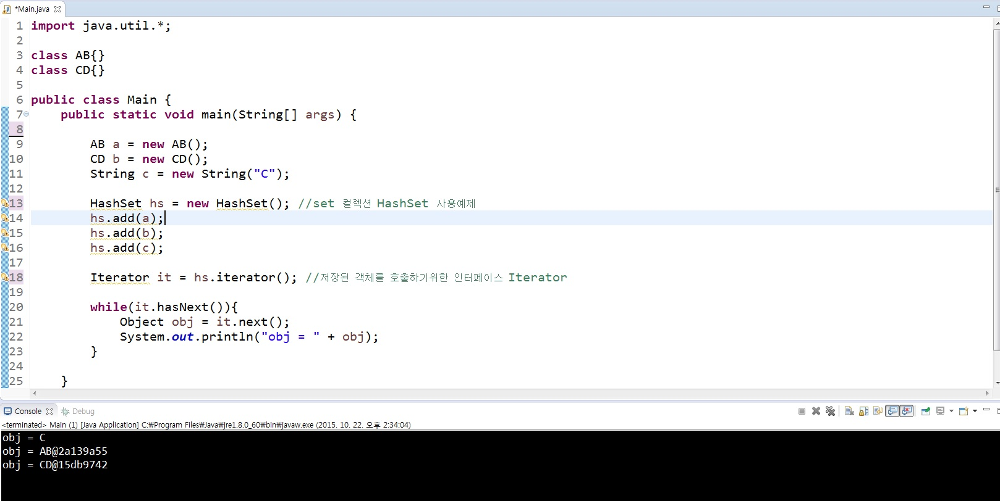 *Main.java
1 import java.util.*;
2
3 class AB{}
4 class CD{}
5
6 public class Main {
7 public static void main(String[] args) {
8
9 AB a = new AB();
10 CD b = new CD();
11 String c = new String("C");
12
13 HashSet hs = new HashSet(); //set 컬렉션 HashSet 사용예제
14 hs.add(a);
15 hs.add(b);
16 hs.add(c);
17
18 Iterator it = hs.iterator(); //저장된 객체를 호출하기위한 인터페이스 Iterator
19
20 while(it.hasNext()){
21 Object obj = it.next();
22 System.out.println("obj = " + obj);
23 }
24
25 }
Console Debug
<terminated> Main (1) [Java Application] C:₩Program Files₩Java₩jre1.8.0_60₩bin₩javaw.exe (2015. 10. 22. 오후 2:34:04)
obj = C
obj = AB@2a139a55
obj = CD@15db9742